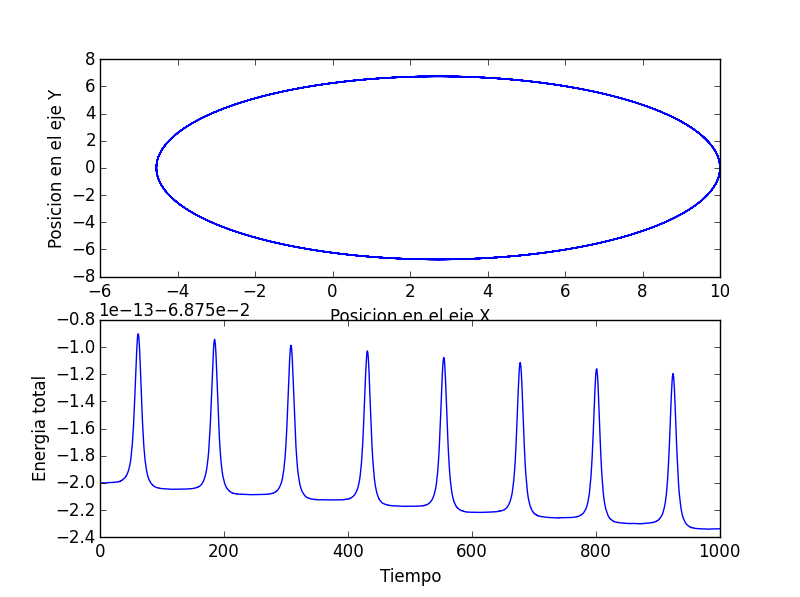 8
6
4
2
0
−2
−4
−6
−8
Posicion en el eje Y
−6 −4 −2 0 2 4 6 8 10
Posicion en el eje X
1e−13−6.875e−2
−0.8
−1.0
−1.2
−1.4
−1.6
−1.8
−2.0
−2.2
−2.4
Energia total
0 200 400 600 800 1000
Tiempo